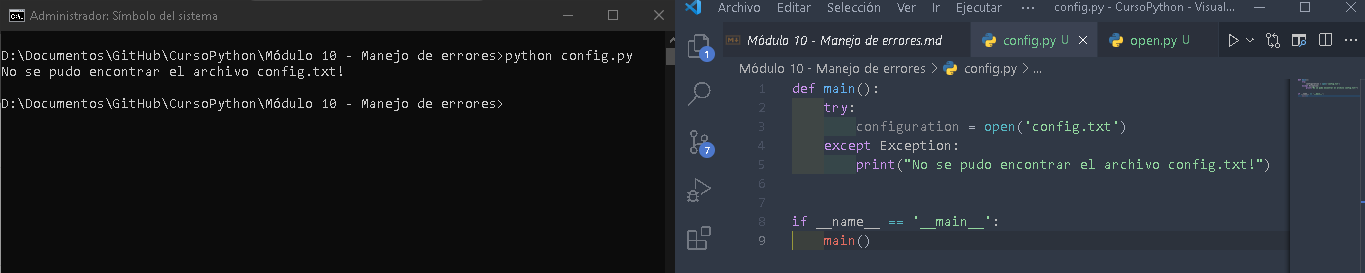 Administrador: Símbolo del sistema
D:\Documentos\GitHub\CursoPython\Módulo 10 - Manejo de errores>python config.py
No se pudo encontrar el archivo config.txt!
D:\Documentos\GitHub\CursoPython\Módulo 10 - Manejo de errores>
Archivo Editar Selección Ver Ir Ejecutar ... config.py - CursoPython - Visual...
Módulo 10 - Manejo de errores.md config.py U open.py U
Módulo 10 - Manejo de errores > config.py > ...
1
7
1 def main():
2 try:
3 configuration = open('config.txt')
4 except Exception:
5 print("No se pudo encontrar el archivo config.txt!")
6
7
8 if __name__ == '__main__':
9 main()